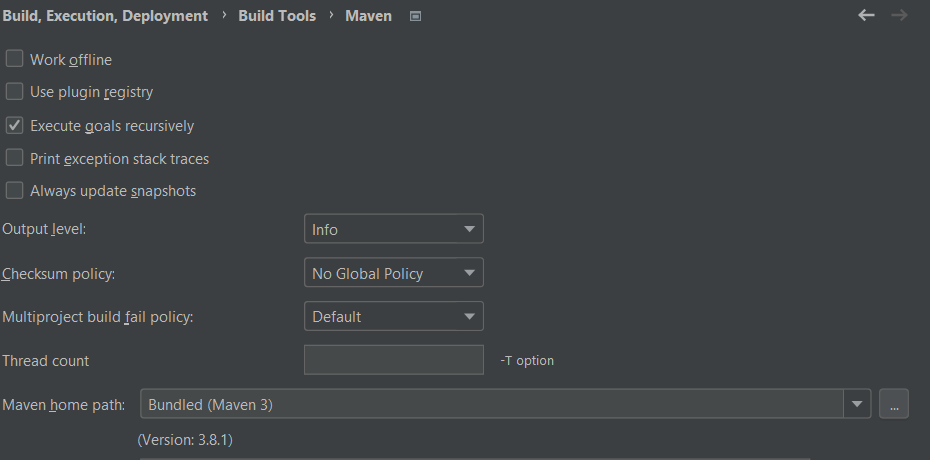 Build, Execution, Deployment › Build Tools › Maven
Work offline
Use plugin registry
Execute goals recursively
Print exception stack traces
Always update snapshots
Output level: Info
Checksum policy: No Global Policy
Multiproject build fail policy: Default
Thread count -T option
Maven home path: Bundled (Maven 3) ...
(Version: 3.8.1)